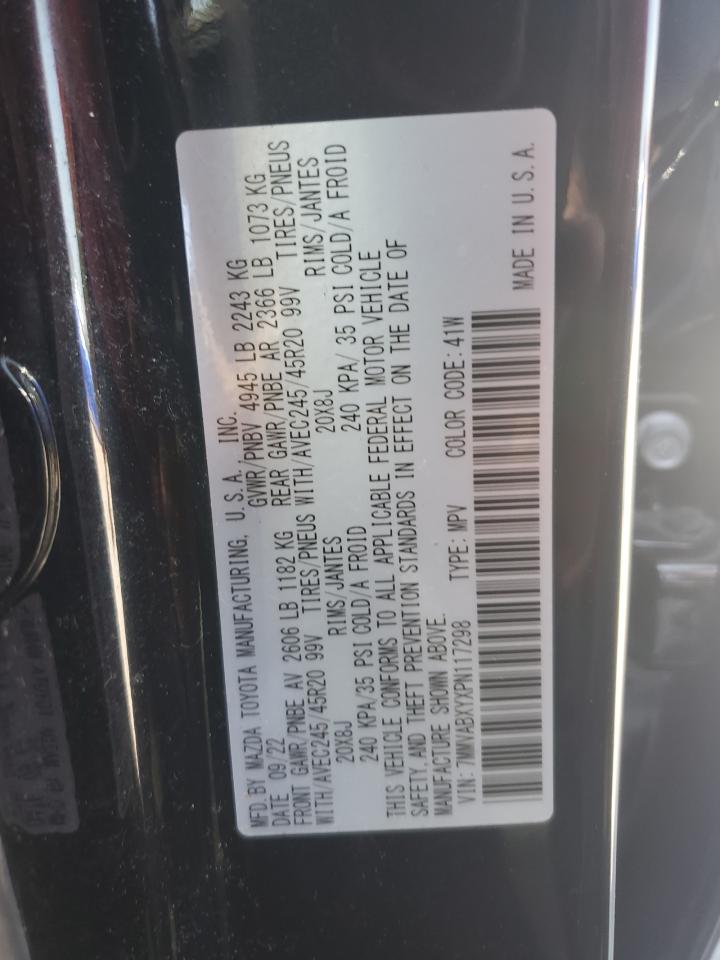 MFD. BY MAZDA TOYOTA MANUFACTURING, U. S. A. INC.
DATE 09/22 GVWR/PNBV 4945 LB 2243 KG
FRONT GAWR/PNBE AV 2606 LB 1182 KG REAR GAWR/PNBE AR 2366 LB 1073 KG
WITH/AVEC245/45R20 99V TIRES/PNEUS WITH/AVEC245/45R20 99V TIRES/PNEUS
20X8J RIMS/JANTES 20X8J RIMS/JANTES
240 KPA/35 PSI COLD/A FROID 240 KPA/ 35 PSI COLD/A FROID
THIS VEHICLE CONFORMS TO ALL APPLICABLE FEDERAL MOTOR VEHICLE
SAFETY, AND THEFT PREVENTION STANDARDS IN EFFECT ON THE DATE OF
MANUFACTURE SHOWN ABOVE.
VIN: 7MMVABXYXPN117298 TYPE: MPV COLOR CODE: 41W
MADE IN U. S. A.